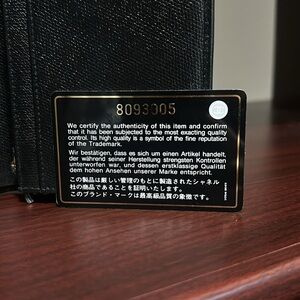 8093005
We certify the authenticity of this item and confirm
that it has been subjected to the most exacting quality
control. Its high quality is a symbol of the fine reputation
of the Trademark.
Wir bestätigen, dass es sich um einen Artikel handelt,
der während seiner Herstellung strengsten Kontrollen
unterworfen war, und dessen erstklassige Qualität
dem hohen Ansehen unserer Marke entspricht.
この製品は厳しい管理のもとに製造されたシャネル
社の商品であることを証明いたします。
このブランド・マークは最高級品質の象徴です。